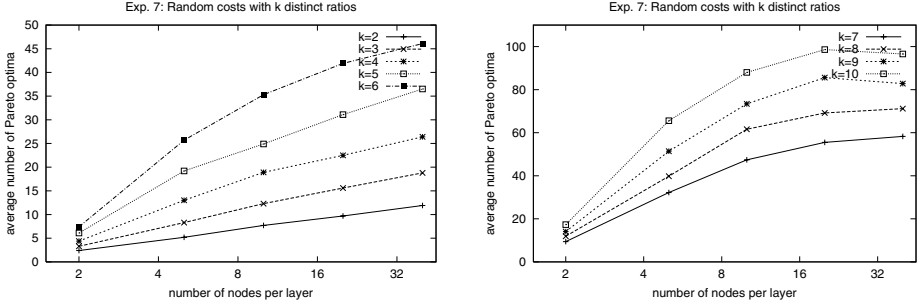 Exp. 7: Random costs with k distinct ratios
50
45
40
35
30
25
20
15
10
5
0
average number of Pareto optima
k=2
k=3
k=4
k=5
k=6
2 4 8 16 32
number of nodes per layer
Exp. 7: Random costs with k distinct ratios
100
80
60
40
20
0
average number of Pareto optima
k=7
k=8
k=9
k=10
2 4 8 16 32
number of nodes per layer